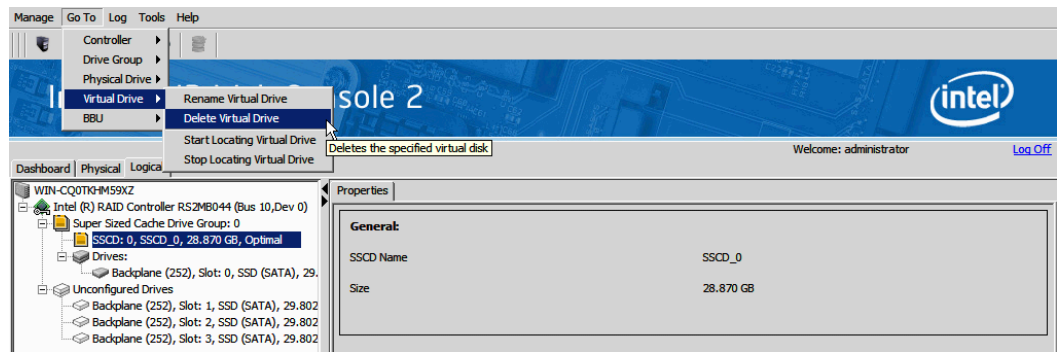 Manage Go To Log Tools Help
Controller
Drive Group
Physical Drive
Virtual Drive
BBU
Rename Virtual Drive
Delete Virtual Drive
Start Locating Virtual Drive
Stop Locating Virtual Drive
Deletes the specified virtual disk
sole 2
intel
Welcome: administrator Log Off
Dashboard Physical Logica
WIN-CQ0TKHM59XZ
Intel (R) RAID Controller RS2MB044 (Bus 10,Dev 0)
Super Sized Cache Drive Group: 0
SSCD: 0, SSCD_0, 28.870 GB, Optimal
Drives:
Backplane (252), Slot: 0, SSD (SATA), 29.
Unconfigured Drives
Backplane (252), Slot: 1, SSD (SATA), 29.802
Backplane (252), Slot: 2, SSD (SATA), 29.802
Backplane (252), Slot: 3, SSD (SATA), 29.802
Properties
General:
SSCD Name SSCD_0
Size 28.870 GB